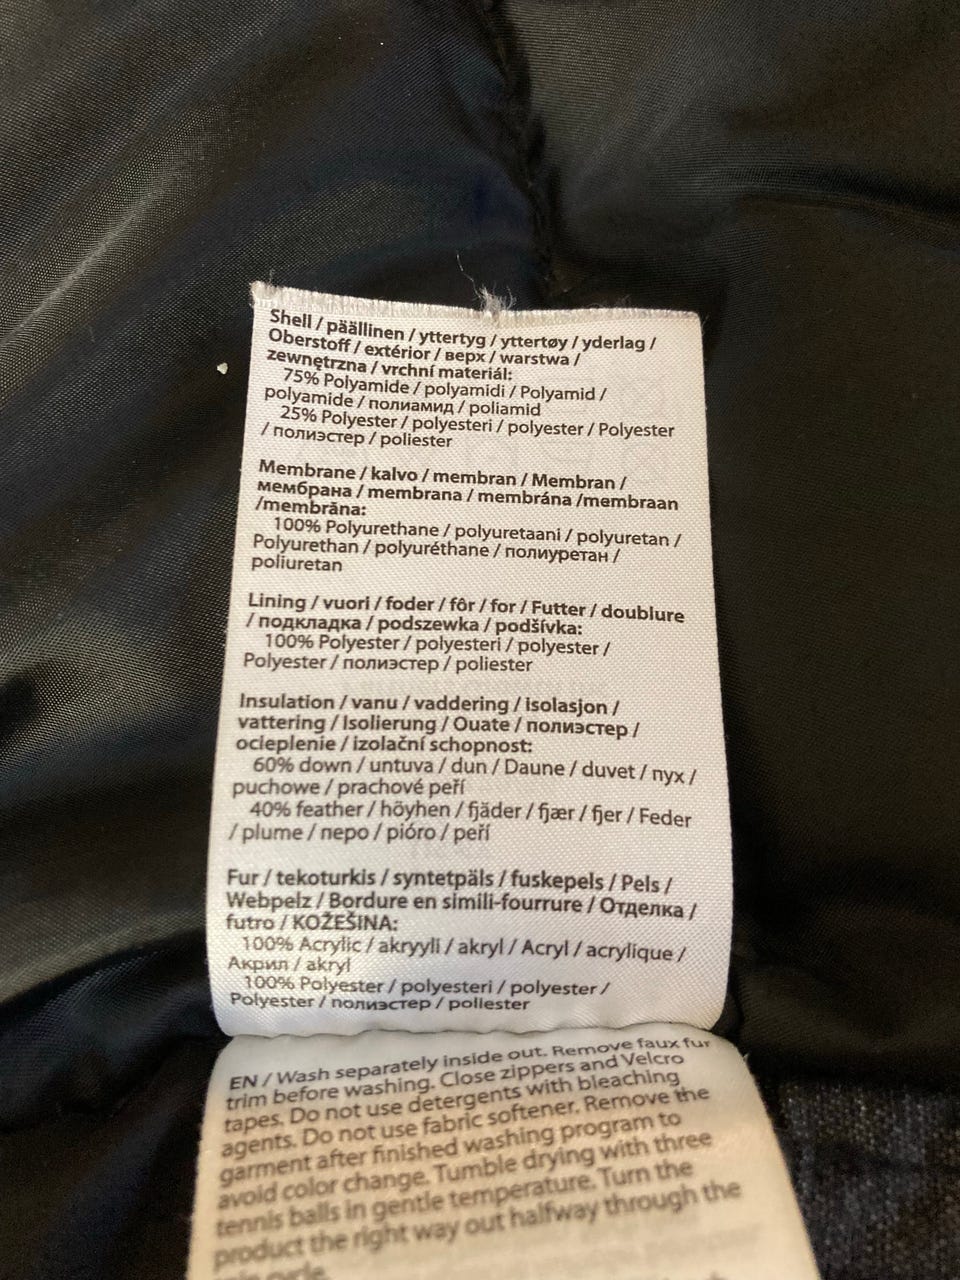 Shell / päällinen / yttertyg / yttertøy / yderlag /
Oberstoff / extérior / верх / warstwa /
zewnętrzna / vrchní materiál:
75% Polyamide / polyamidi / Polyamid /
polyamide / полиамид / poliamid
25% Polyester / polyesteri / polyester / Polyester
/ полиэстер / poliester
Membrane / kalvo / membran / Membran /
мембрана / membrana / membrána /membraan
/membrăna:
100% Polyurethane / polyuretaani / polyuretan /
Polyurethan / polyuréthane / полиуретан /
poliuretan
Lining / vuori / foder / fôr / for / Futter / doublure
/ подкладка / podszewka / podšívka:
100% Polyester / polyesteri / polyester /
Polyester / полиэстер / poliester
Insulation / vanu / vaddering / isolasjon /
vattering / Isolierung / Ouate / полиэстер /
ocieplenie / izolační schopnost:
60% down / untuva / dun / Daune / duvet / пух /
puchowe / prachové peří
40% feather / höyhen / fjäder / fjær / fjer / Feder
/ plume / перо / pióro / peří
Fur / tekoturkis / syntetpäls / fuskepels / Pels /
Webpelz / Bordure en simili-fourrure / Отделка /
futro / KOŽEŠINA:
100% Acrylic / akryyli / akryl / Acryl / acrylique /
Акрил / akryl
100% Polyester / polyesteri / polyester /
Polyester / полиэстер / poliester
EN / Wash separately inside out. Remove faux fur
trim before washing. Close zippers and Velcro
tapes. Do not use detergents with bleaching
agents. Do not use fabric softener. Remove the
garment after finished washing program to
avoid color change. Tumble drying with three
tennis balls in gentle temperature. Turn the
product the right way out halfway through the
cycle.